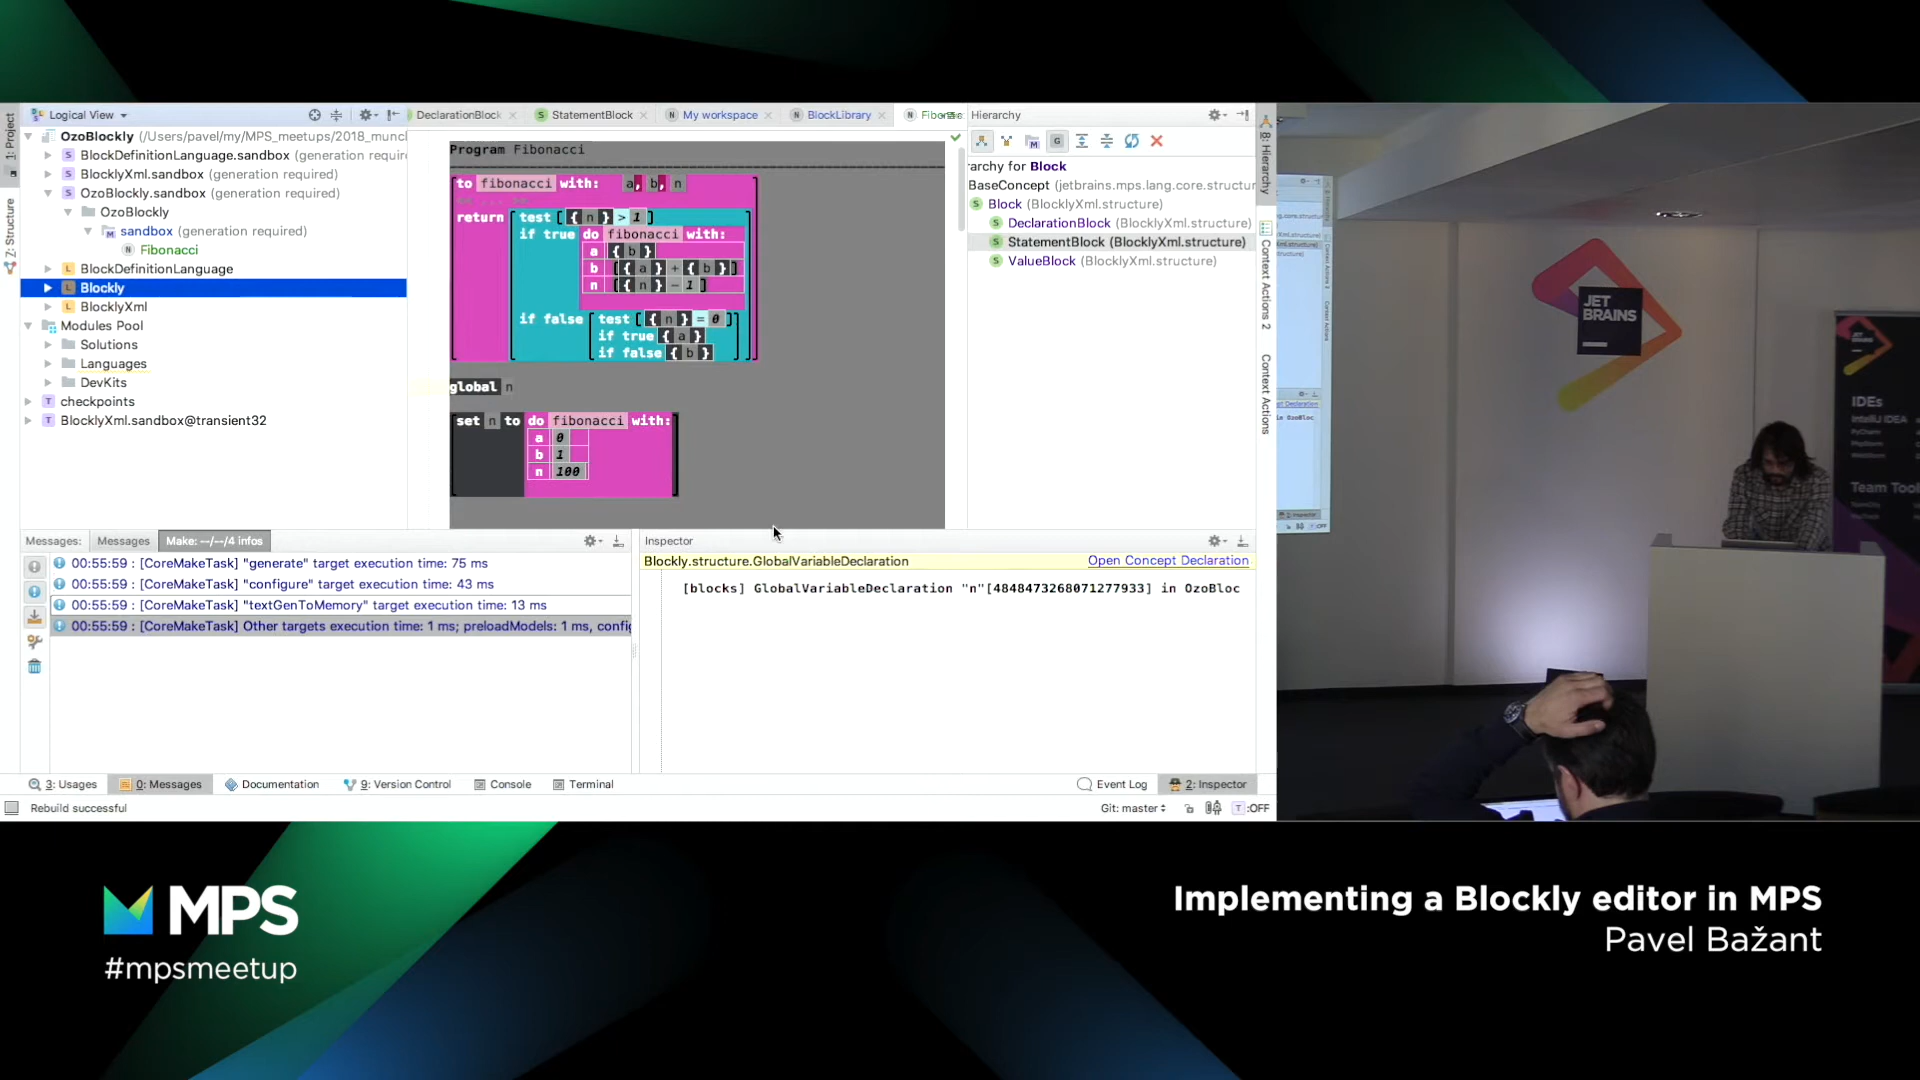 Logical View
DeclarationBlock
StatementBlock
My workspace
BlockLibrary
Hierarchy
1: Project
Z: Structure
OzoBlockly (/Users/pavel/my/MPS_meetups/2018_munc
BlockDefinitionLanguage.sandbox (generation require
BlocklyXml.sandbox (generation required)
OzoBlockly.sandbox (generation required)
OzoBlockly
sandbox (generation required)
Fibonacci
BlockDefinitionLanguage
Blockly
BlocklyXml
Modules Pool
Solutions
Languages
DevKits
checkpoints
BlocklyXml.sandbox@transient32
Program Fibonacci
to fibonacci with: a, b, n
return test { n } > 1
if true do fibonacci with:
a { b }
b { a } + { b }
n { n } - 1
if false test { n } = 0
if true { a }
if false { b }
global n
set n to do fibonacci with:
a 0
b 1
n 100
rarchy for Block
BaseConcept (jetbrains.mps.lang.core.structur
Block (BlocklyXml.structure)
DeclarationBlock (BlocklyXml.structure)
StatementBlock (BlocklyXml.structure)
ValueBlock (BlocklyXml.structure)
8: Hierarchy
Context Actions 2
Context Actions
Messages: Messages Make: --/--/4 infos
00:55:59 : [CoreMakeTask] "generate" target execution time: 75 ms
00:55:59 : [CoreMakeTask] "configure" target execution time: 43 ms
00:55:59 : [CoreMakeTask] "textGenToMemory" target execution time: 13 ms
00:55:59 : [CoreMakeTask] Other targets execution time: 1 ms; preloadModels: 1 ms, confi
Inspector
Blockly.structure.GlobalVariableDeclaration Open Concept Declaration
[blocks] GlobalVariableDeclaration "n"[4848473268071277933] in OzoBloc
3: Usages 0: Messages Documentation 9: Version Control Console Terminal Event Log 2: Inspector
Rebuild successful Git: master T :OFF
JET
BRAINS
IDEs
IntelliJ IDEA
Team Tool
MPS
#mpsmeetup
Implementing a Blockly editor in MPS
Pavel Bažant